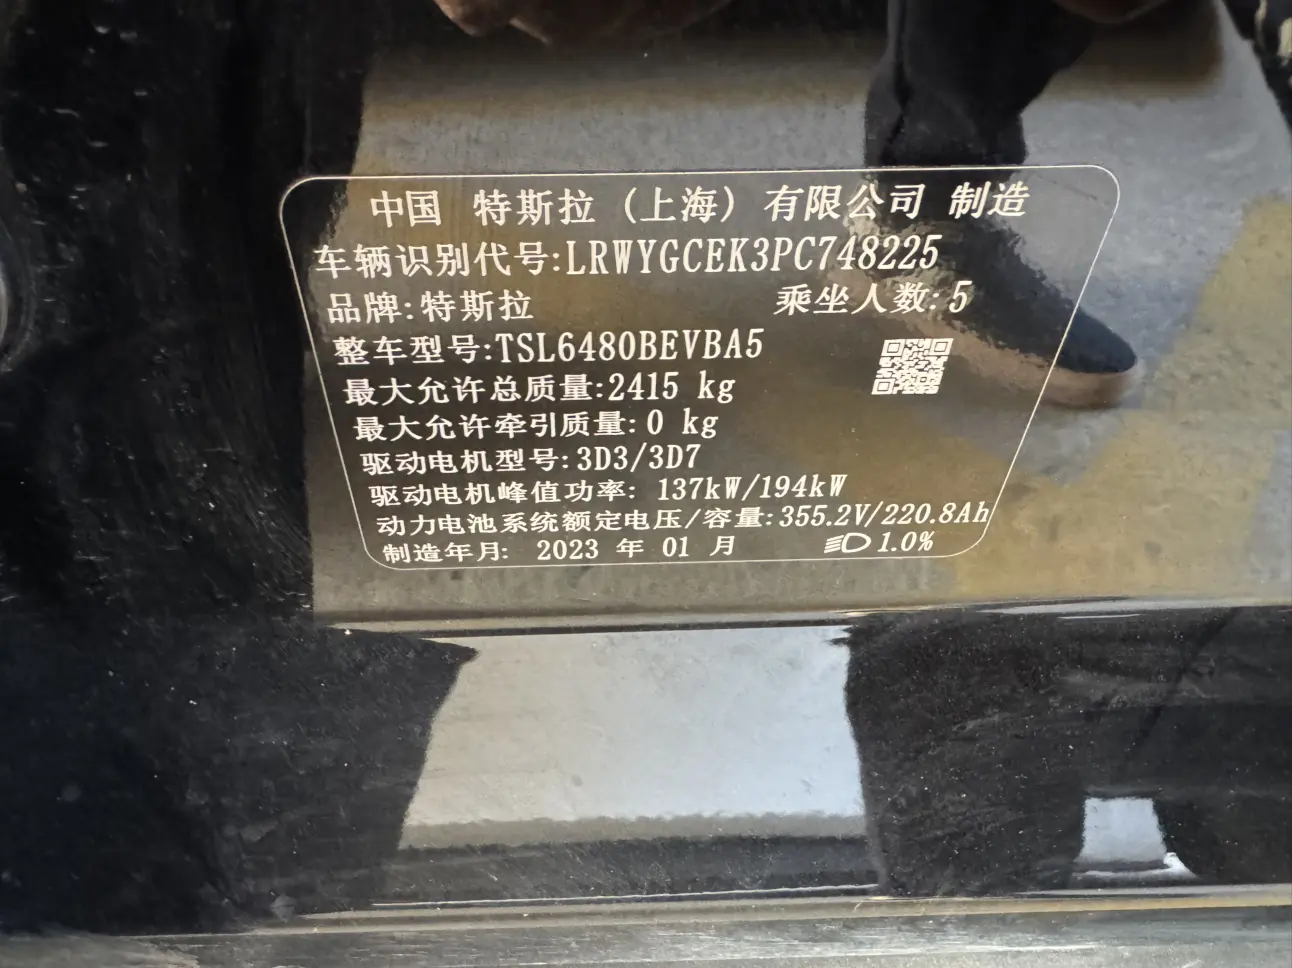 中国 特斯拉（上海）有限公司 制造
车辆识别代号:LRWYGCEK3PC748225
品牌:特斯拉 乘坐人数:5
整车型号:TSL6480BEVBA5
最大允许总质量:2415 kg
最大允许牵引质量:0 kg
驱动电机型号:3D3/3D7
驱动电机峰值功率: 137kW/194kW
动力电池系统额定电压/容量:355.2V/220.8Ah
制造年月: 2023 年 01 月 1.0%